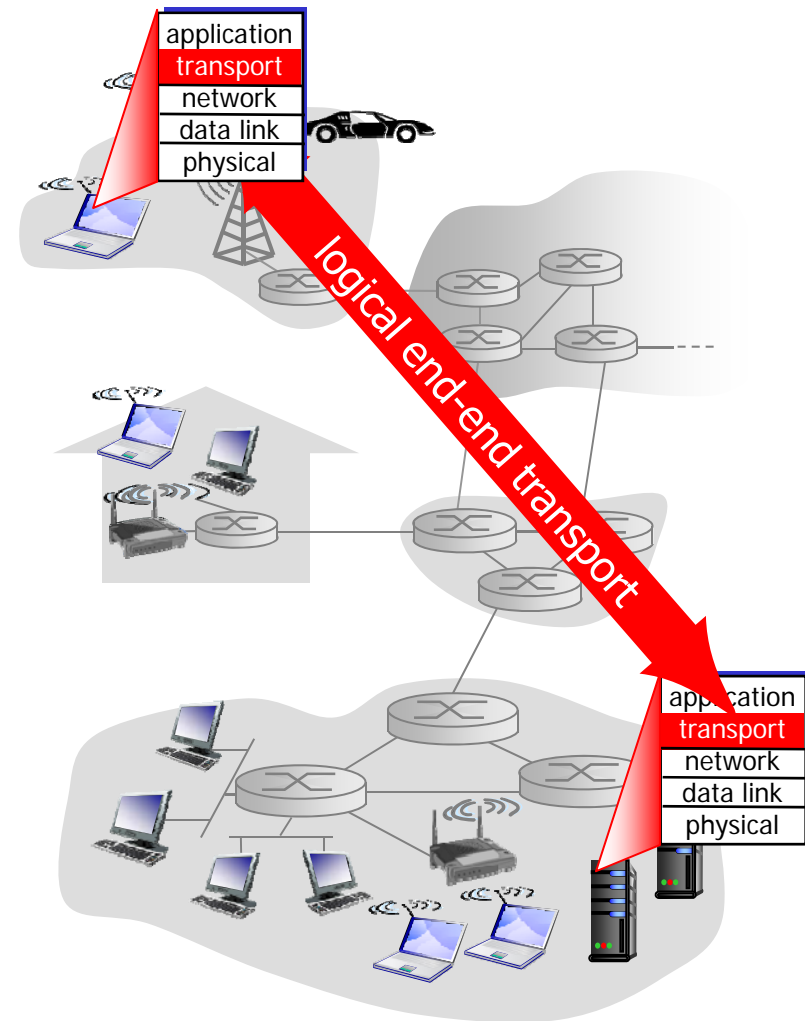 application
transport
network
data link
physical
logical end-end transport
application
transport
network
data link
physical